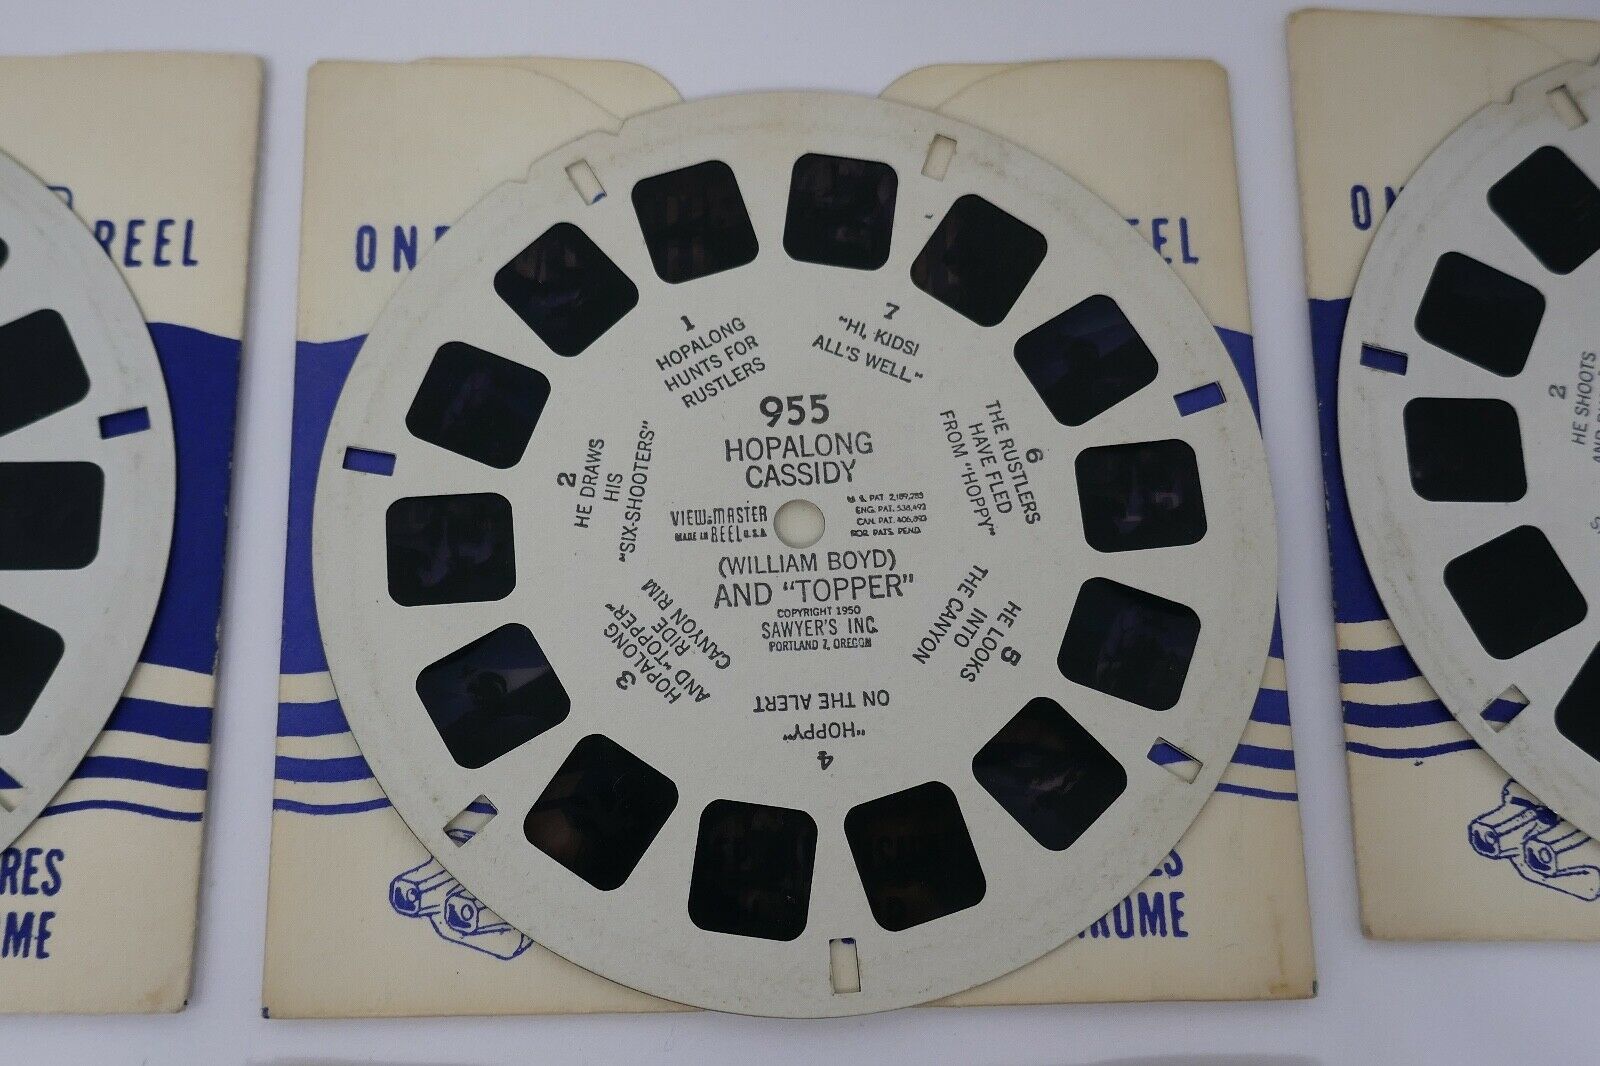 REEL
RES
ME
ON
EEL
ES
ROME
ON
1
HOPALONG
HUNTS FOR
RUSTLERS
7
"HI, KIDS!
ALL'S WELL."
955
HOPALONG
CASSIDY
VIEW-MASTER
MADE IN REEL U.S.A.
(WILLIAM BOYD)
AND "TOPPER"
COPYRIGHT 1950
SAWYER'S INC.
PORTLAND 7, OREGON
2
HE DRAWS
HIS
"SIX-SHOOTERS"
3
HOPALONG
AND "TOPPER"
RIDE
CANYON RIM
4
"HOPPY"
ON THE ALERT
5
HE LOOKS
INTO
THE CANYON
6
THE RUSTLERS
HAVE FLED
FROM "HOPPY"
2
HE SHOOTS